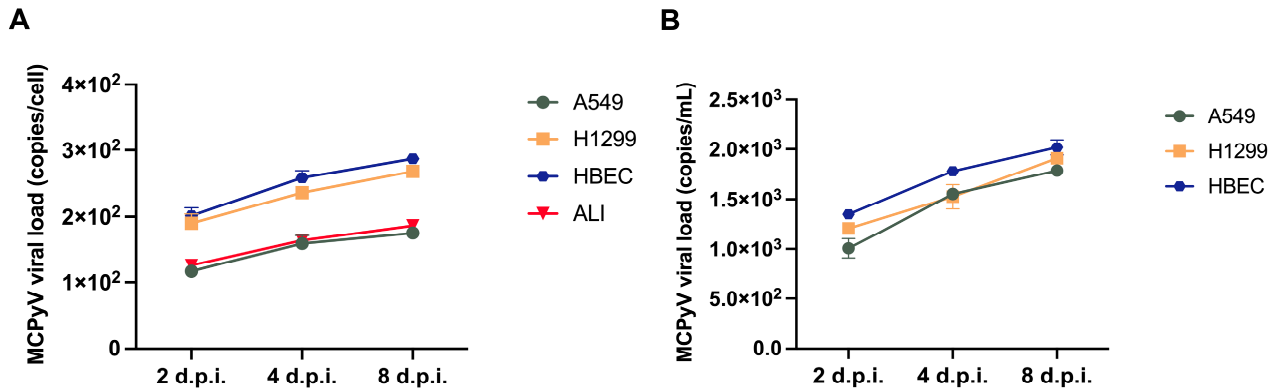 A
MCPyV viral load (copies/cell)
4×10²
3×10²
2×10²
1×10²
0
2 d.p.i.
4 d.p.i.
8 d.p.i.
A549
H1299
HBEC
ALI
B
MCPyV viral load (copies/mL)
2.5×10³
2.0×10³
1.5×10³
1.0×10³
5.0×10²
0.0
2 d.p.i.
4 d.p.i.
8 d.p.i.
A549
H1299
HBEC